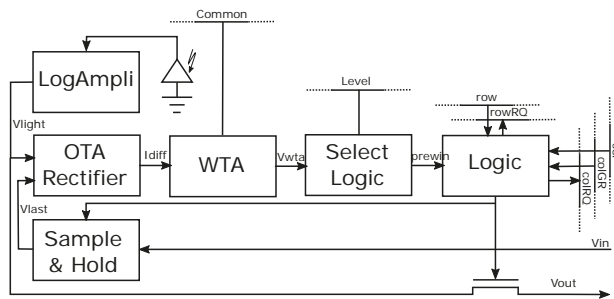 Common
LogAmpli
Level
row
rowRQ
Vlight
OTA
Rectifier
Idiff
WTA
Vwta
Select
Logic
prewin
Logic
colRQ
colGR
Vlast
Sample
& Hold
Vin
Vout